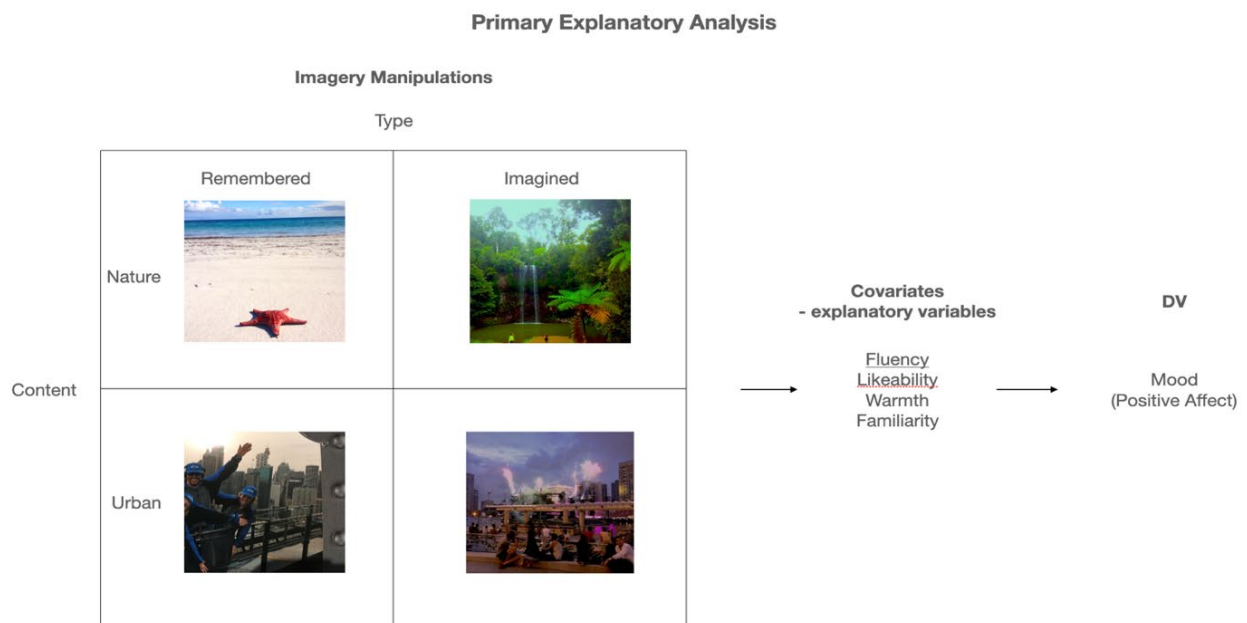 Primary Explanatory Analysis
Imagery Manipulations
Type
Remembered
Imagined
Nature
Content
Urban
Covariates
- explanatory variables
Fluency
Likeability
Warmth
Familiarity
DV
Mood
(Positive Affect)